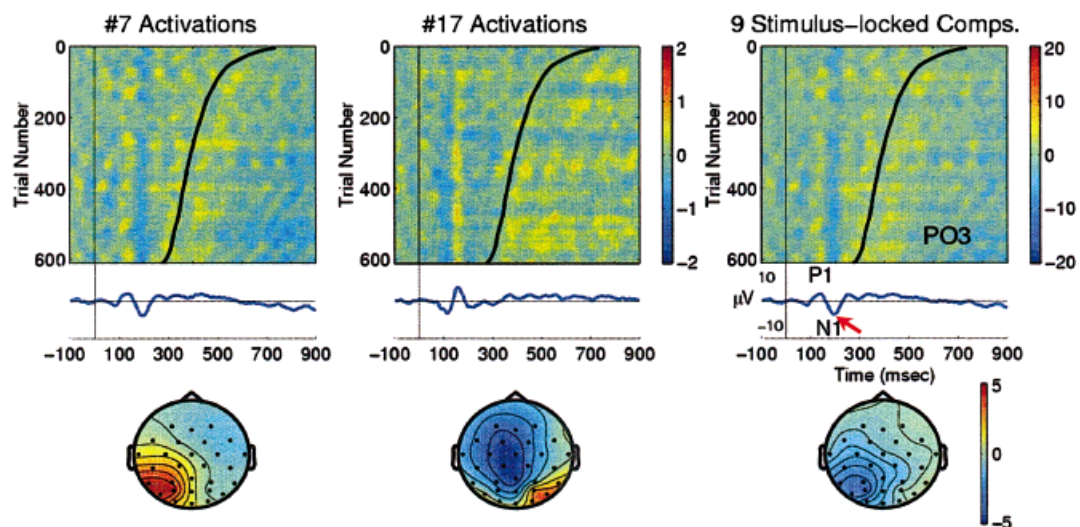 #7 Activations
#17 Activations
9 Stimulus-locked Comps.
Trial Number
0
200
400
600
Trial Number
0
200
400
600
2
1
0
-1
-2
Trial Number
0
200
400
600
PO3
20
10
0
-10
-20
10
µV
-10
P1
N1
-100 100 300 500 700 900
-100 100 300 500 700 900
-100 100 300 500 700 900
Time (msec)
5
0
-5